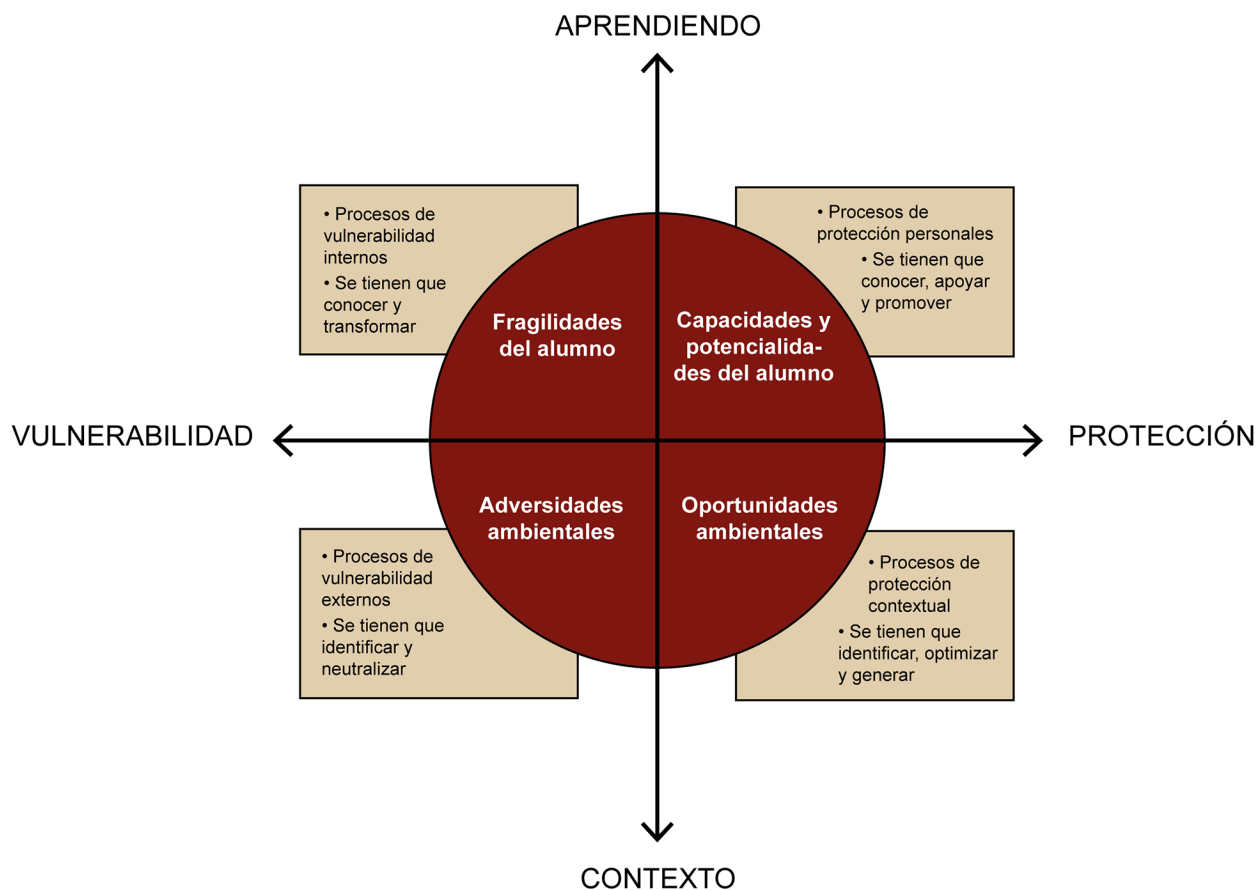 APRENDIENDO
• Procesos de
vulnerabilidad
internos
• Se tienen que
conocer y
transformar
• Procesos de
protección personales
• Se tienen que
conocer, apoyar
y promover
Fragilidades
del alumno
Capacidades y
potencialida-
des del alumno
VULNERABILIDAD
PROTECCIÓN
Adversidades
ambientales
Oportunidades
ambientales
• Procesos de
vulnerabilidad
externos
• Se tienen que
identificar y
neutralizar
• Procesos de
protección
contextual
• Se tienen que
identificar, optimizar
y generar
CONTEXTO